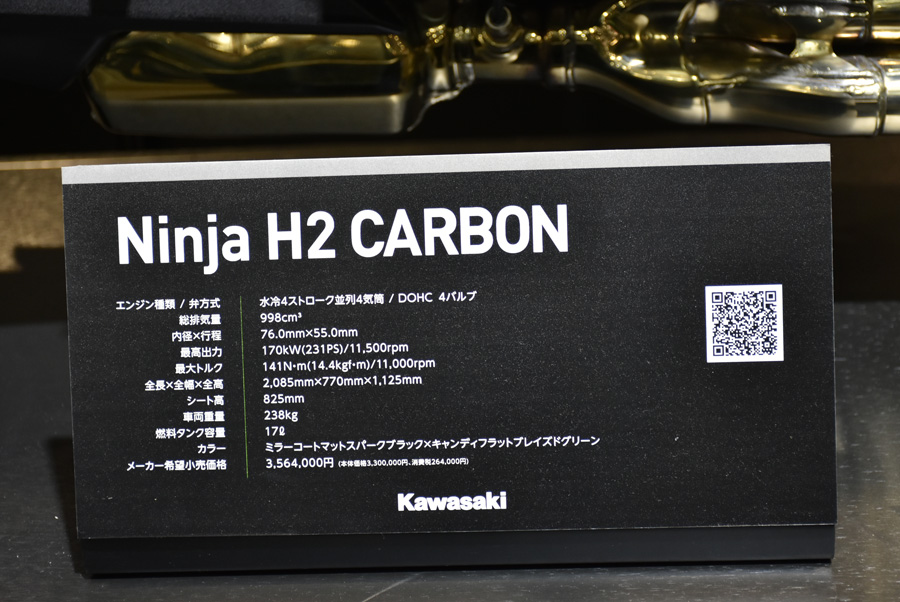 Ninja H2 CARBON
エンジン種類 / 弁方式 水冷4ストローク並列4気筒 / DOHC 4バルブ
総排気量 998cm³
内径×行程 76.0mm×55.0mm
最高出力 170kW(231PS)/11,500rpm
最大トルク 141N･m(14.4kgf･m)/11,000rpm
全長×全幅×全高 2,085mm×770mm×1,125mm
シート高 825mm
車両重量 238kg
燃料タンク容量 17ℓ
カラー ミラーコートマットスパークブラック×キャンディフラットブレイズドグリーン
メーカー希望小売価格 3,564,000円 (本体価格3,300,000円、消費税264,000円)
Kawasaki